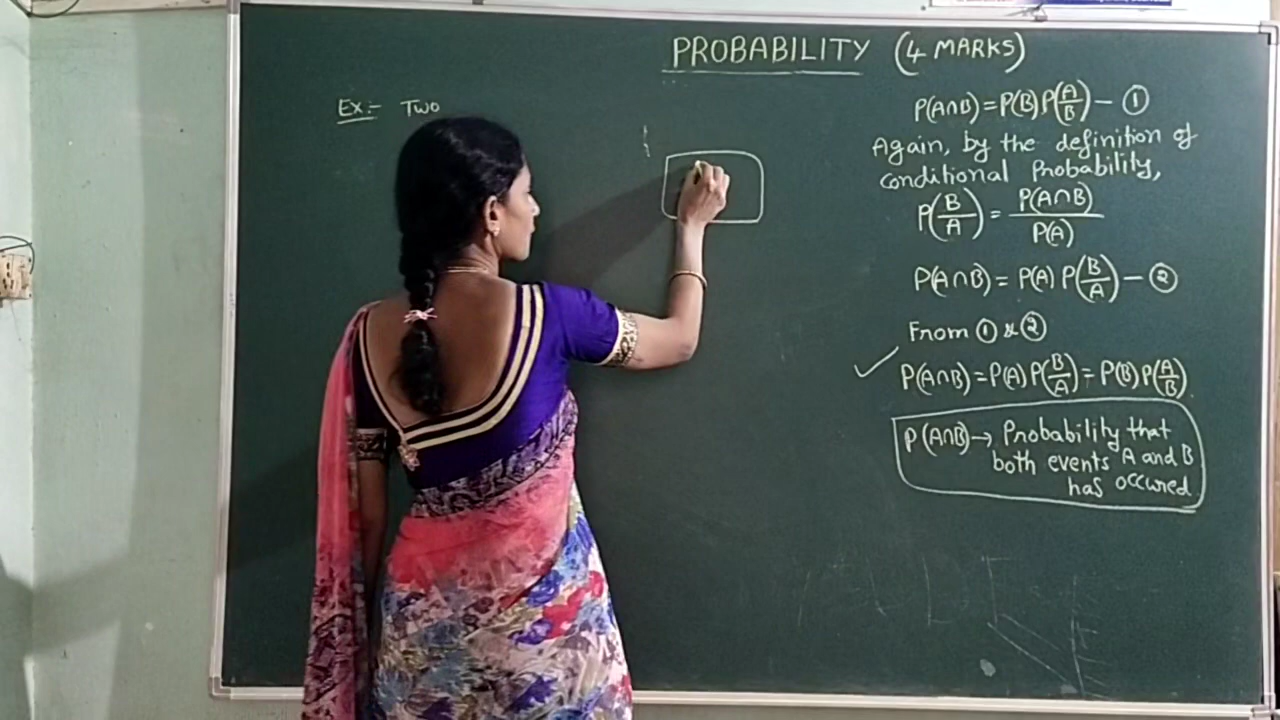 PROBABILITY (4 MARKS)
Ex:- Two
P(A∩B) = P(B) P(A/B) — ①
Again, by the definition of
conditional Probability,
P(B/A) = P(A∩B)/P(A)
P(A∩B) = P(A) P(B/A) — ②
From ① & ②
✓ P(A∩B) = P(A) P(B/A) = P(B) P(A/B).
P(A∩B) → Probability that
both events A and B
has occured